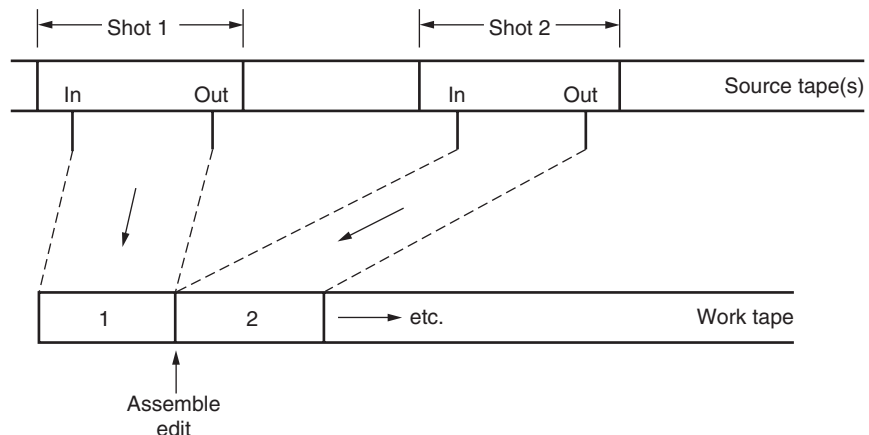 Shot 1
Shot 2
In
Out
In
Out
Source tape(s)
1
2
etc.
Work tape
Assemble
edit